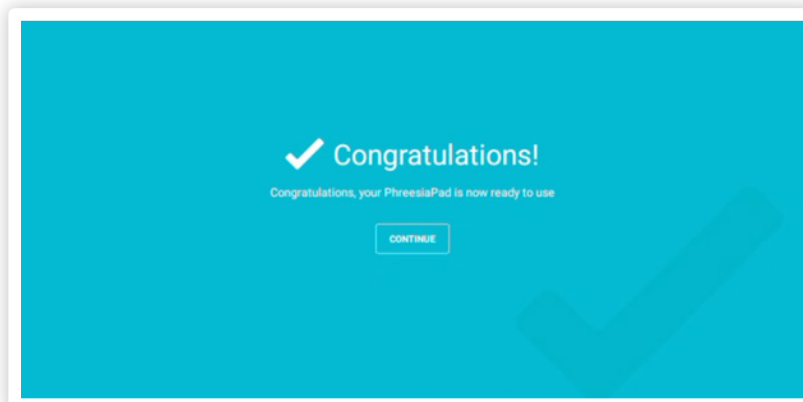 Congratulations!
Congratulations, your PhreesiaPad is now ready to use
CONTINUE